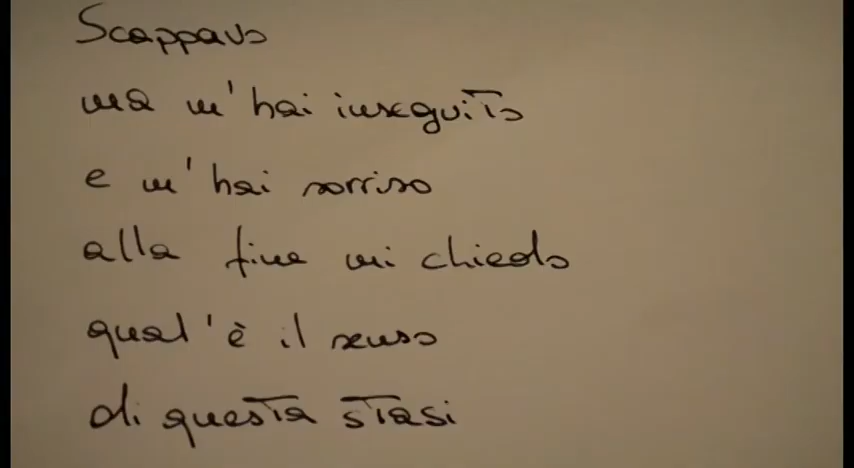 Scappavo
ma m'hai inseguito
e m'hai sorriso
alla fine mi chiedo
qual'è il senso
di questa stasi